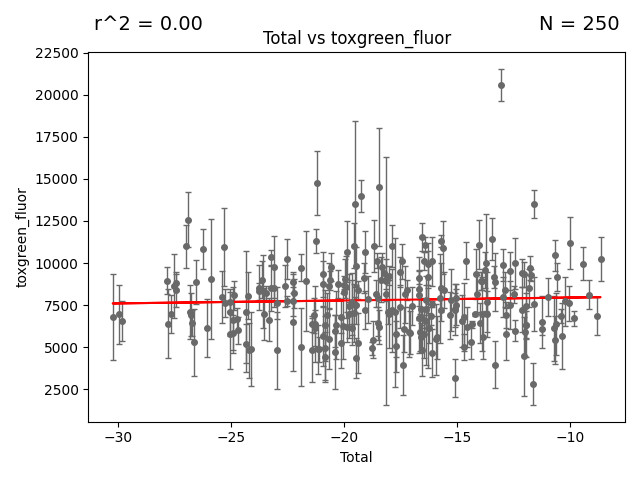 r^2 = 0.00
N = 250
Total vs toxgreen_fluor
22500
20000
17500
15000
12500
10000
7500
5000
2500
toxgreen_fluor
−30
−25
−20
−15
−10
Total